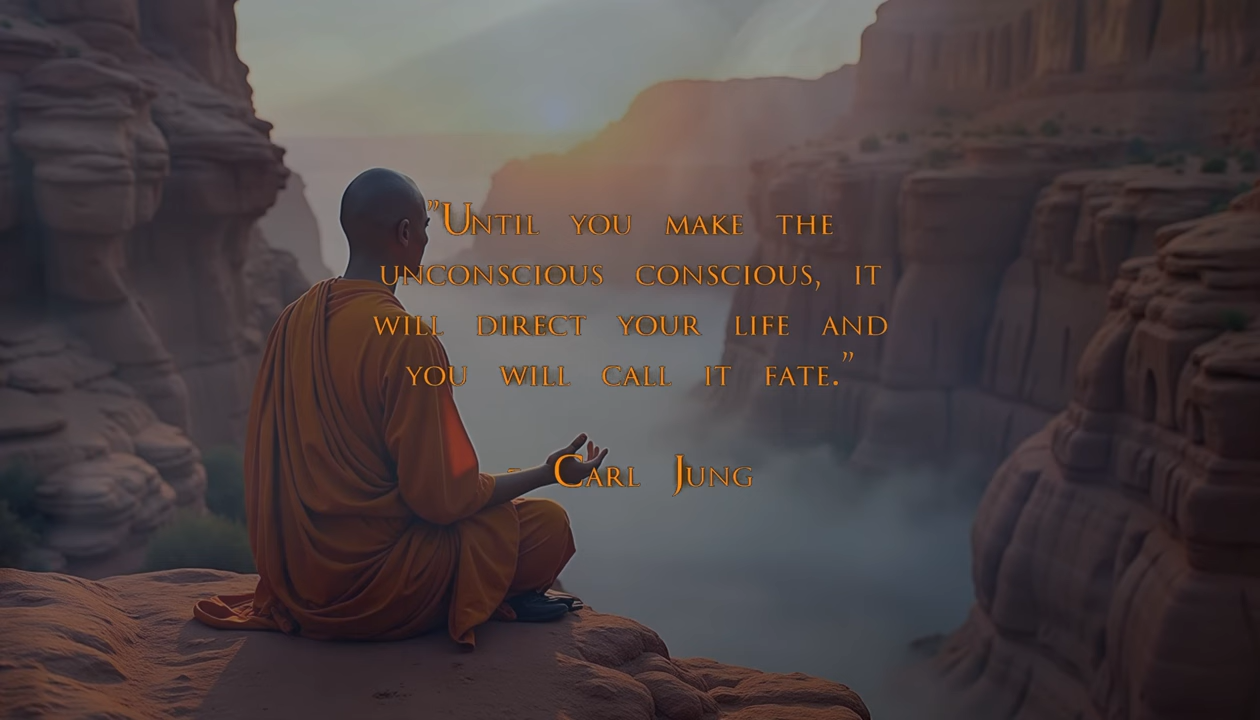 "Until you make the
unconscious conscious, it
will direct your life and
you will call it fate."
- Carl Jung